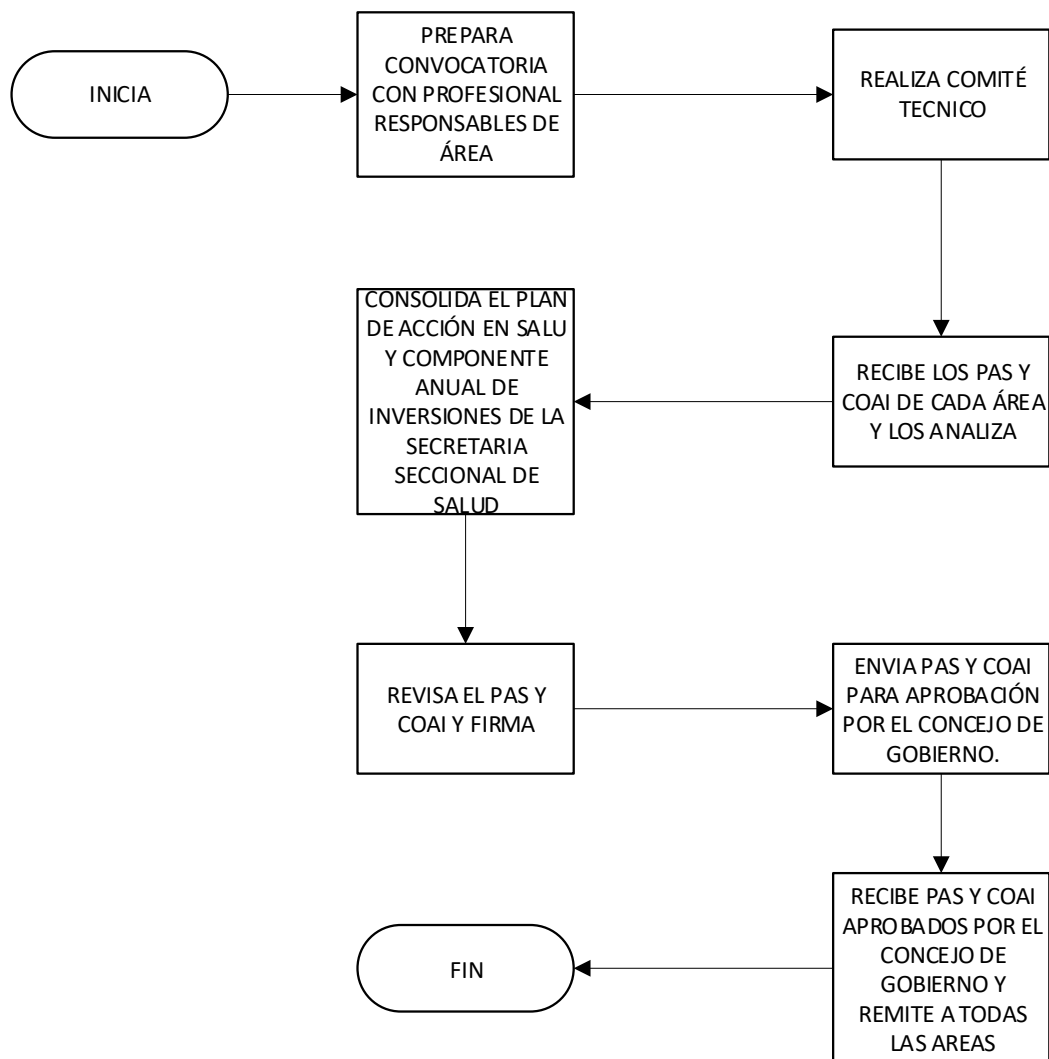 INICIA
PREPARA
CONVOCATORIA
CON PROFESIONAL
RESPONSABLES DE
ÁREA
REALIZA COMITÉ
TECNICO
RECIBE LOS PAS Y
COAI DE CADA ÁREA
Y LOS ANALIZA
CONSOLIDA EL PLAN
DE ACCIÓN EN SALU
Y COMPONENTE
ANUAL DE
INVERSIONES DE LA
SECRETARIA
SECCIONAL DE
SALUD
REVISA EL PAS Y
COAI Y FIRMA
ENVIA PAS Y COAI
PARA APROBACIÓN
POR EL CONCEJO DE
GOBIERNO.
RECIBE PAS Y COAI
APROBADOS POR EL
CONCEJO DE
GOBIERNO Y
REMITE A TODAS
LAS AREAS
FIN